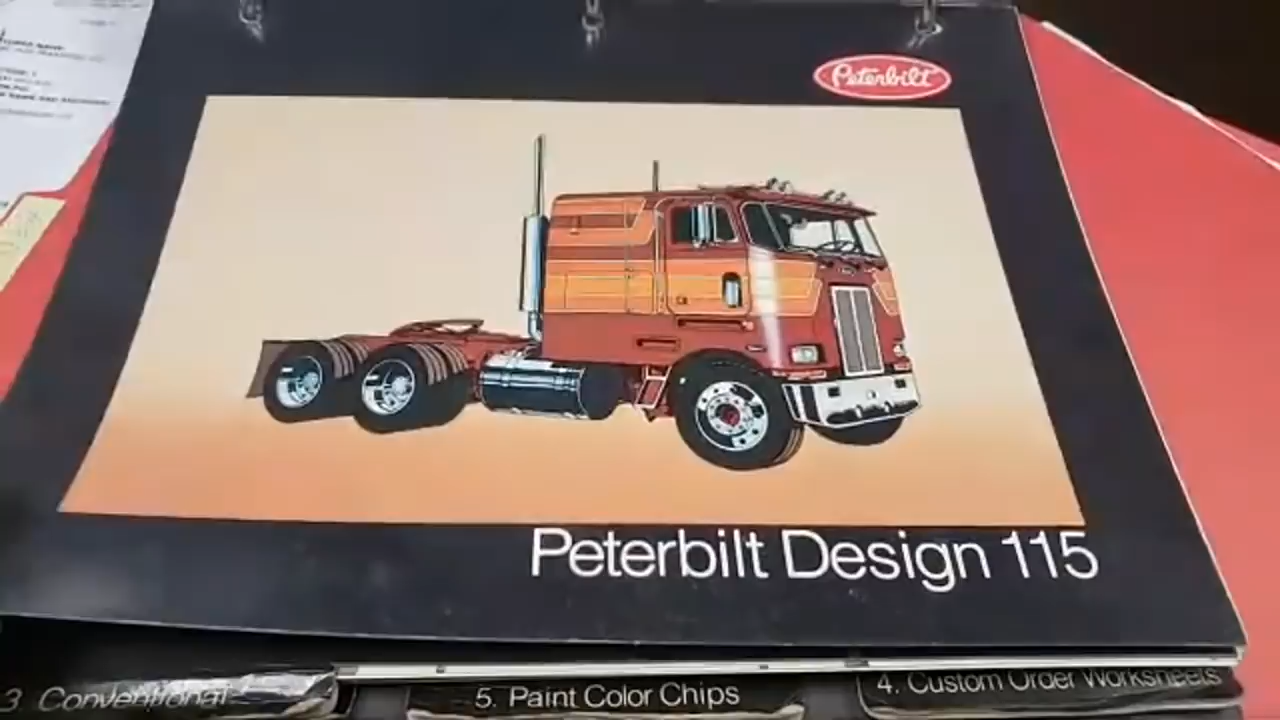 Peterbilt
Peterbilt Design 115
3. Conventional
5. Paint Color Chips
4. Custom Order Worksheets